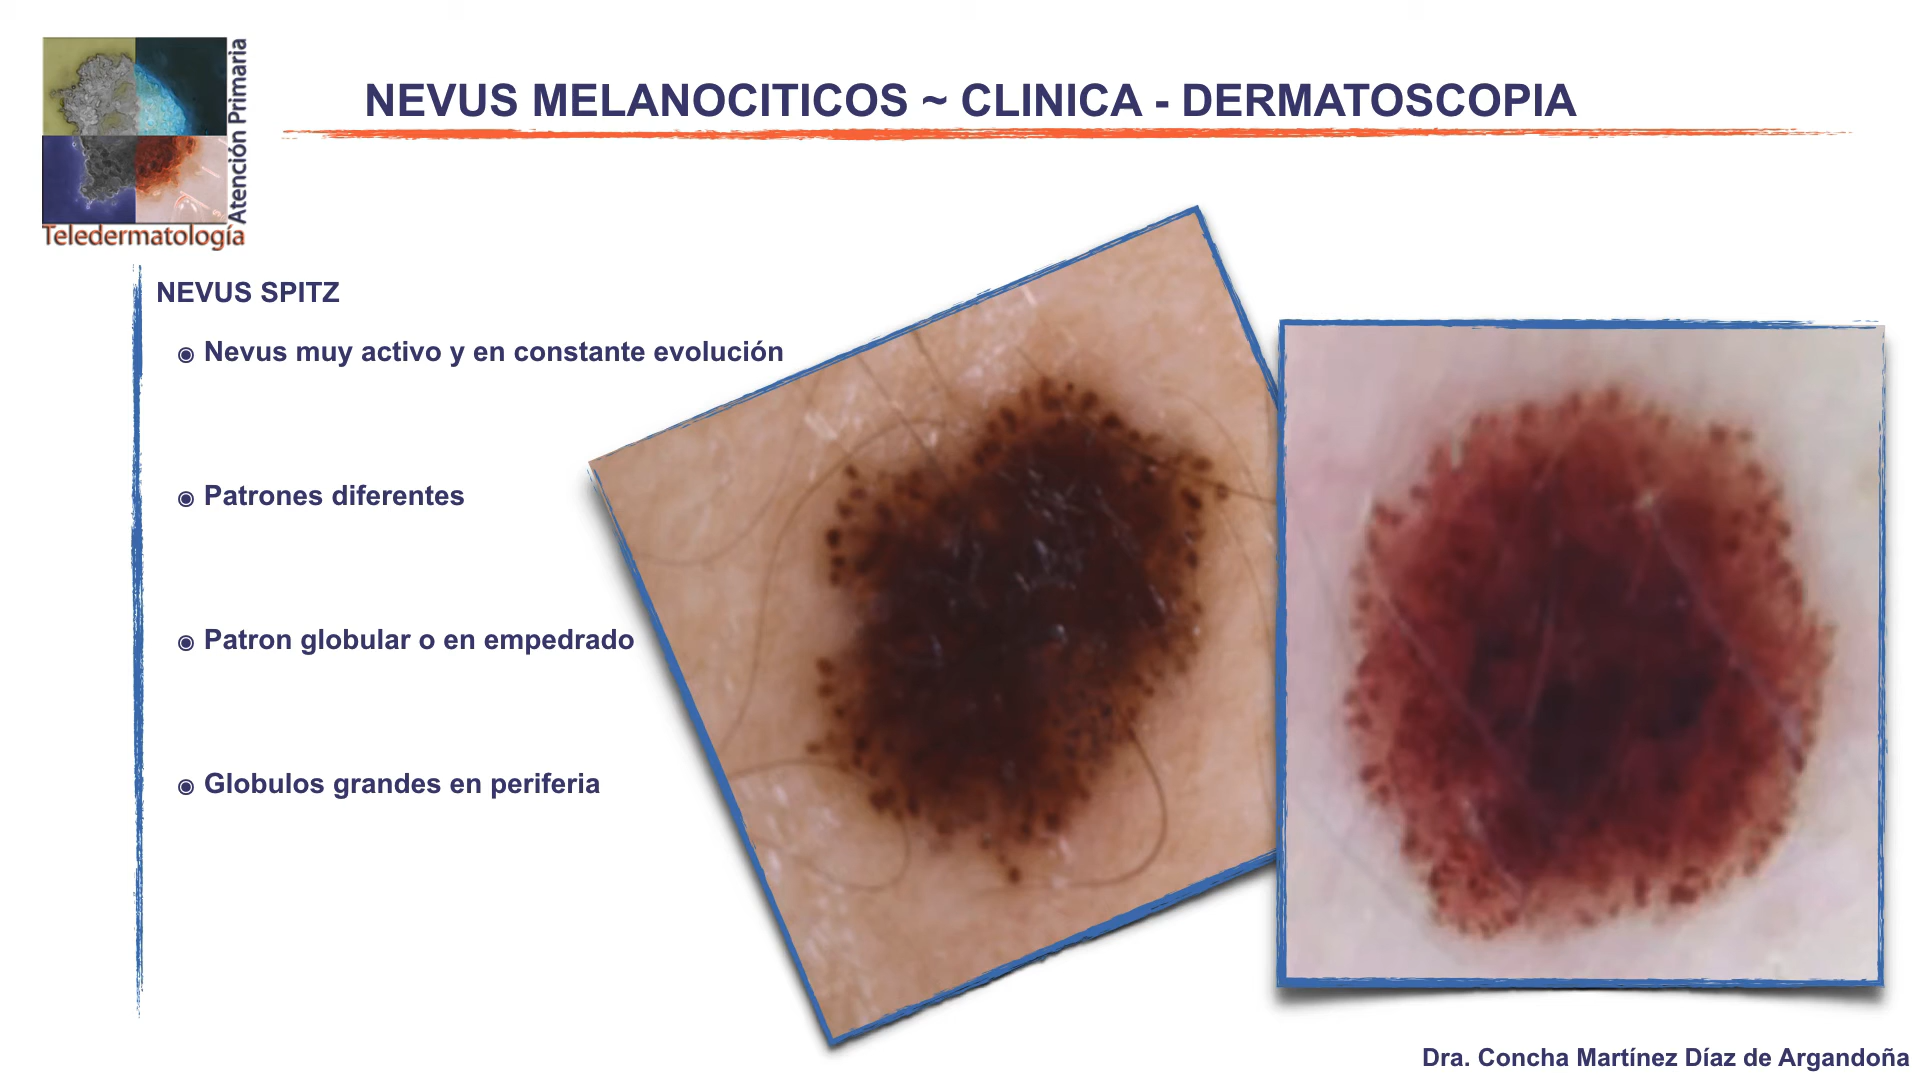 Atención Primaria
Teledermatología
NEVUS MELANOCITICOS ~ CLINICA - DERMATOSCOPIA
NEVUS SPITZ
◉ Nevus muy activo y en constante evolución
◉ Patrones diferentes
◉ Patron globular o en empedrado
◉ Globulos grandes en periferia
Dra. Concha Martínez Díaz de Argandoña